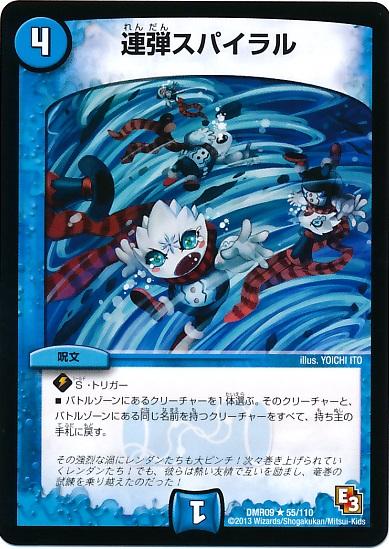 4
れんだん
連弾スパイラル
呪文
illus. YOICHI ITO
S・トリガー
■ バトルゾーンにあるクリーチャーを1体選ぶ。そのクリーチャーと、
バトルゾーンにある同じ名前を持つクリーチャーをすべて、持ち主の
手札に戻す。
その強烈な渦にレンダンたちも大ピンチ!次々巻き上げられてい
くレンダンたち!でも、彼らは熱い友情で互いを励まし、竜巻の
試練を乗り越えたのだった!
1
DMR09 ★ 55/110
©2013 Wizards/Shogakukan/Mitsui-Kids
E3